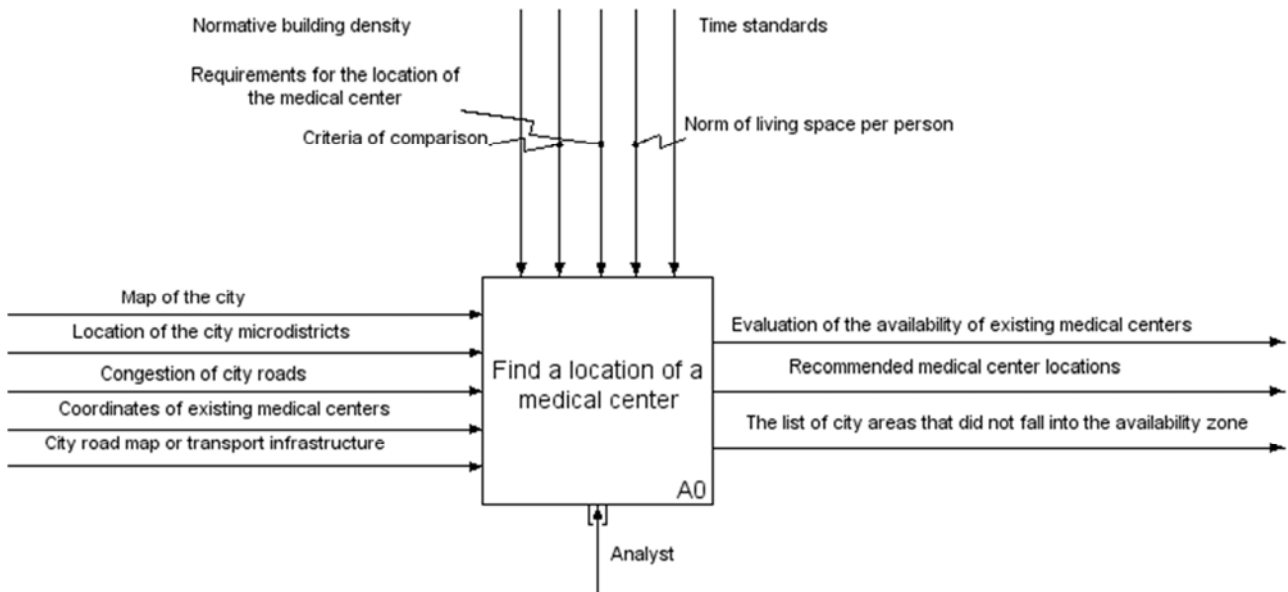 Normative building density
Time standards
Requirements for the location of
the medical center
Criteria of comparison
Norm of living space per person
Map of the city
Location of the city microdistricts
Congestion of city roads
Coordinates of existing medical centers
City road map or transport infrastructure
Find a location of a
medical center
A0
Evaluation of the availability of existing medical centers
Recommended medical center locations
The list of city areas that did not fall into the availability zone
Analyst